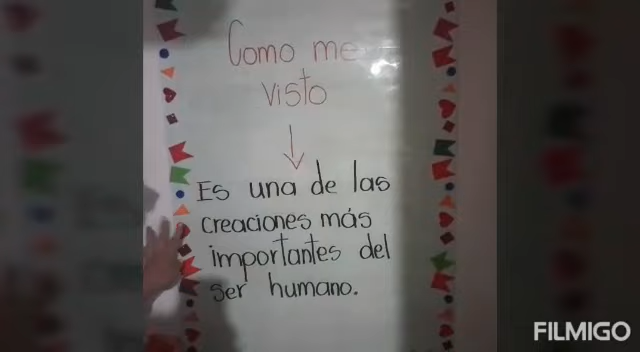 Como me
visto
Es una de las
creaciones más
importantes del
ser humano.
FILMIGO